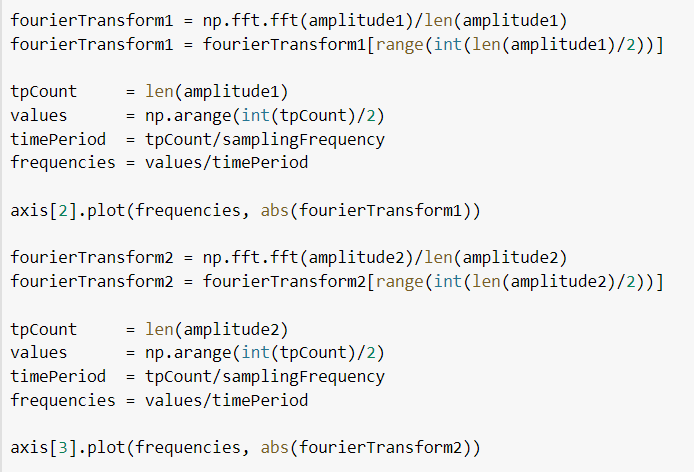 fourierTransform1 = np.fft.fft(amplitude1)/len(amplitude1)
fourierTransform1 = fourierTransform1[range(int(len(amplitude1)/2))]
tpCount     = len(amplitude1)
values      = np.arange(int(tpCount)/2)
timePeriod  = tpCount/samplingFrequency
frequencies = values/timePeriod
axis[2].plot(frequencies, abs(fourierTransform1))
fourierTransform2 = np.fft.fft(amplitude2)/len(amplitude2)
fourierTransform2 = fourierTransform2[range(int(len(amplitude2)/2))]
tpCount     = len(amplitude2)
values      = np.arange(int(tpCount)/2)
timePeriod  = tpCount/samplingFrequency
frequencies = values/timePeriod
axis[3].plot(frequencies, abs(fourierTransform2))